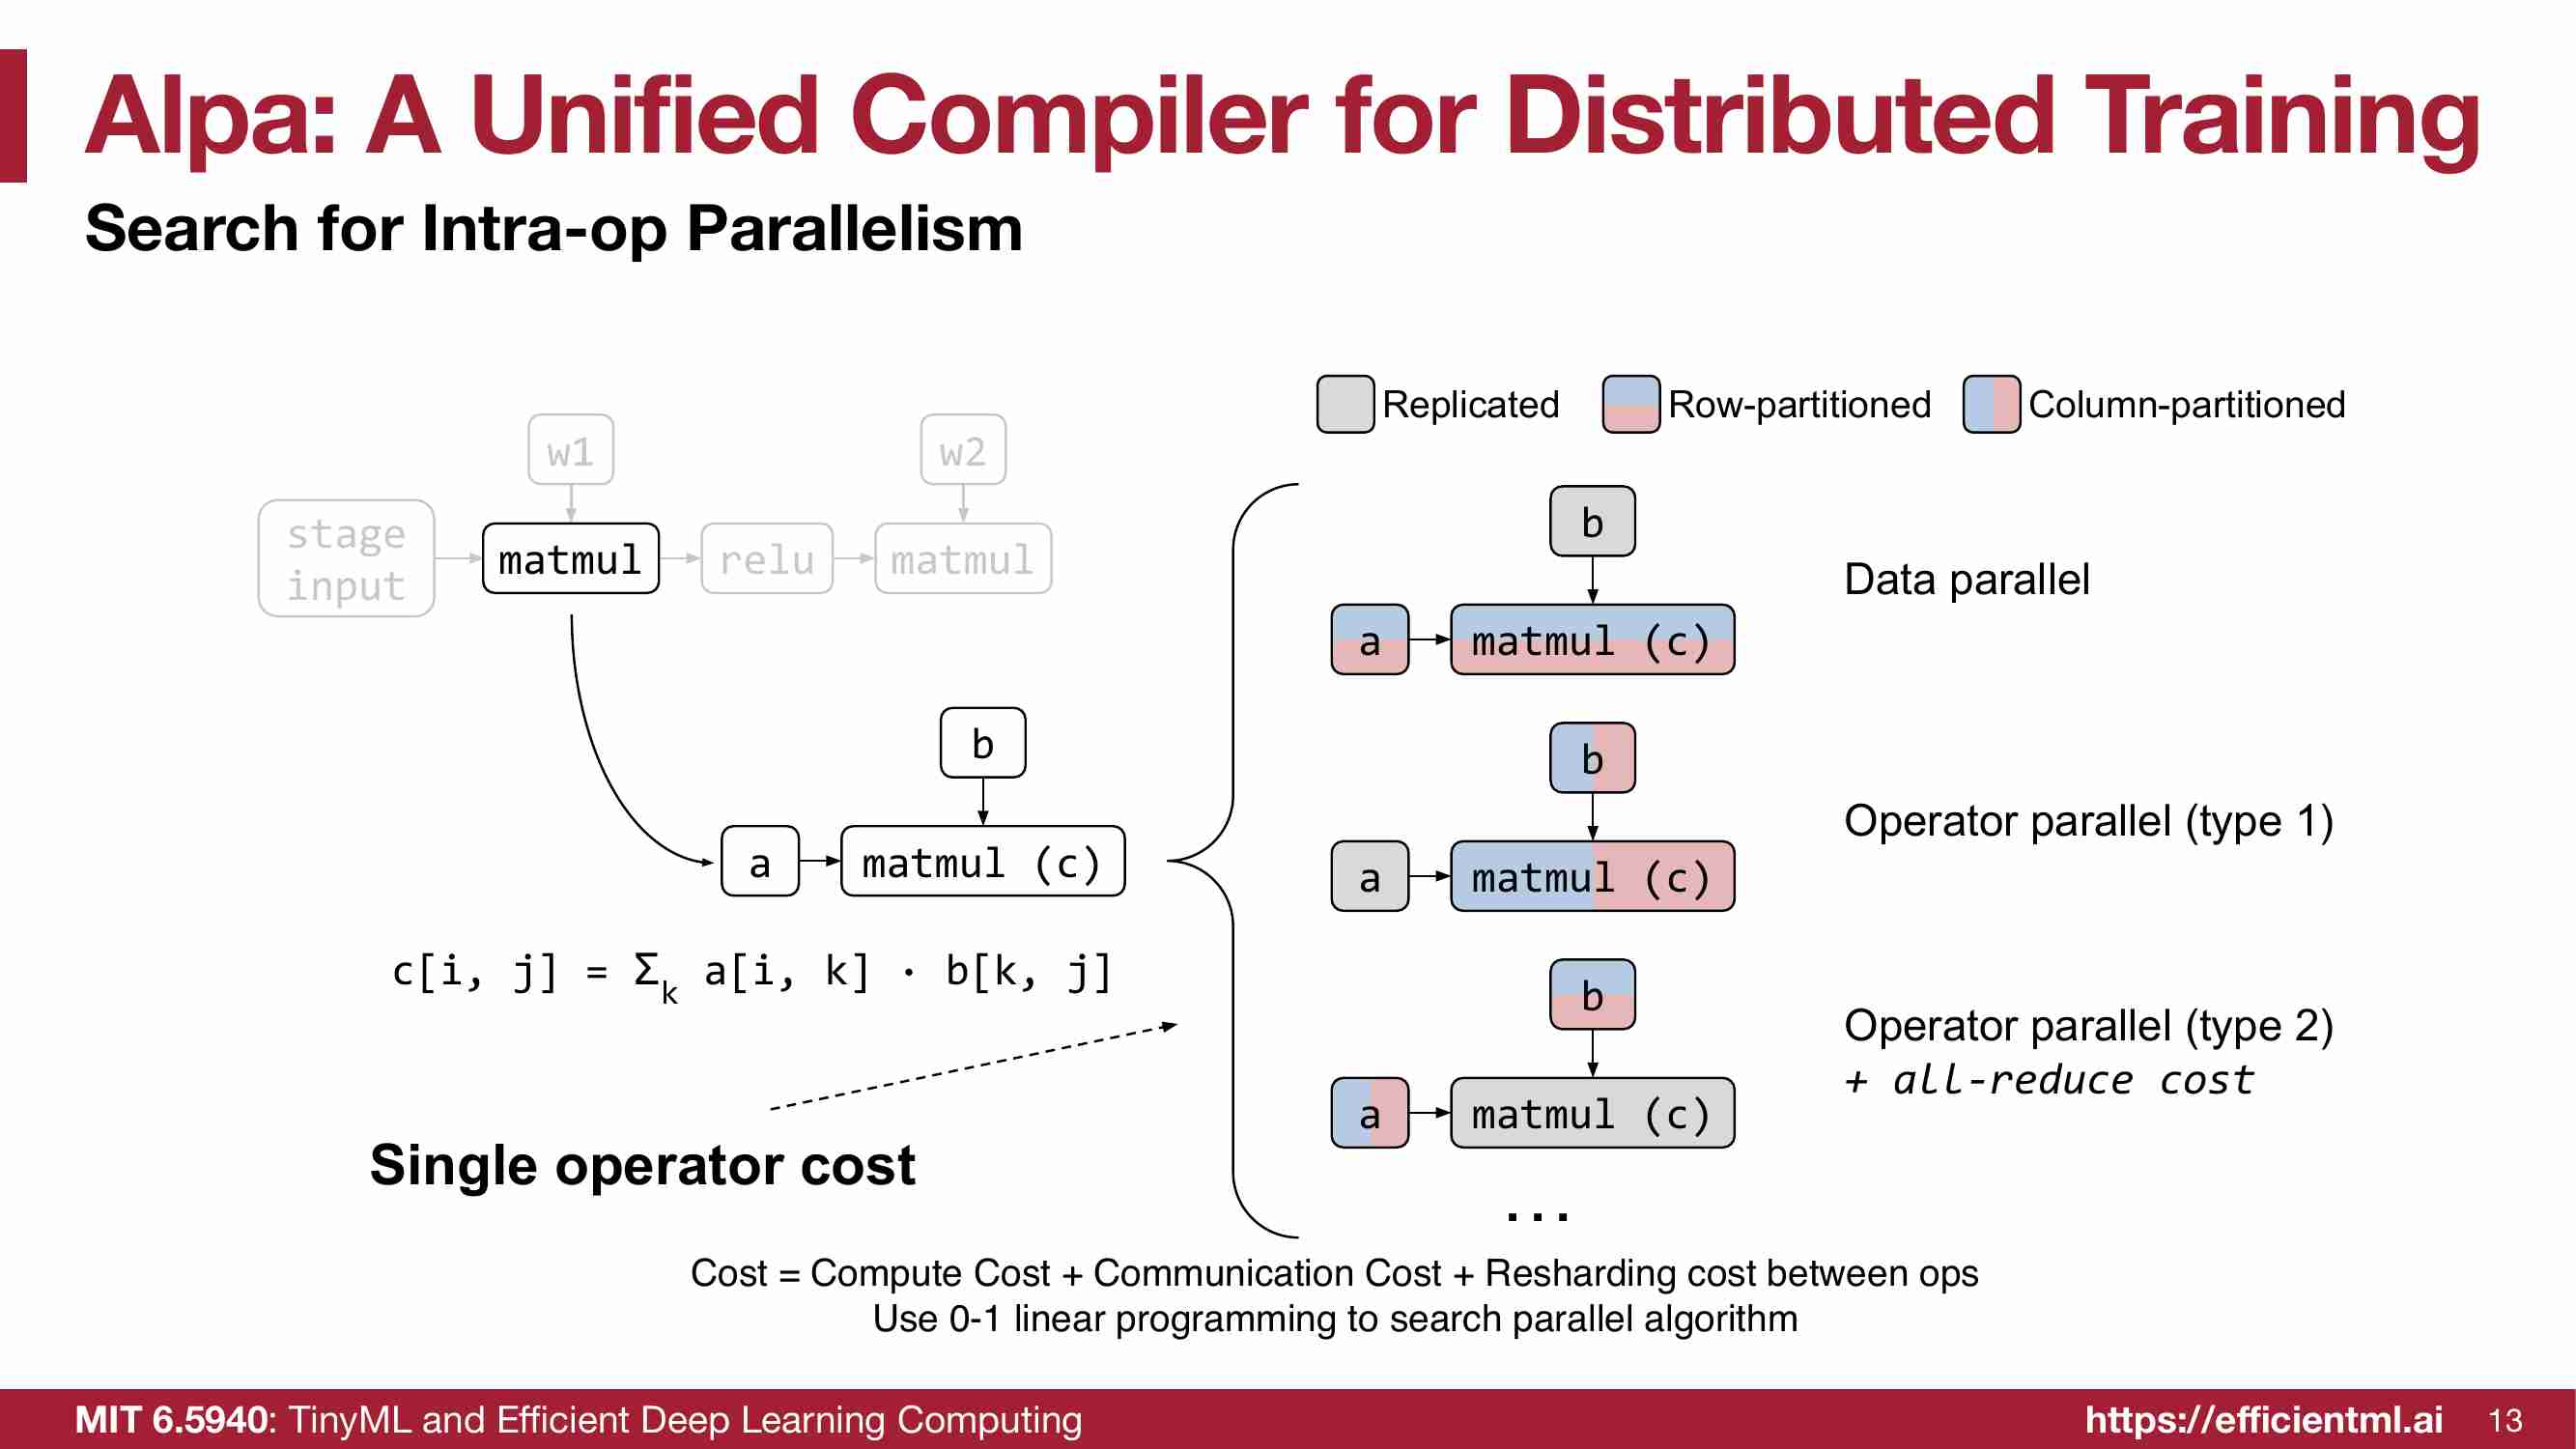 Alpa: A Unified Compiler for Distributed Training
Search for Intra-op Parallelism
w1
w2
stage
input
matmul
relu
matmul
b
a
matmul (c)
c[i, j] = Σk a[i, k] · b[k, j]
Single operator cost
Replicated
Row-partitioned
Column-partitioned
b
a
matmul (c)
Data parallel
b
a
matmul (c)
Operator parallel (type 1)
b
a
matmul (c)
Operator parallel (type 2)
+ all-reduce cost
...
Cost = Compute Cost + Communication Cost + Resharding cost between ops
Use 0-1 linear programming to search parallel algorithm
MIT 6.5940: TinyML and Efficient Deep Learning Computing
https://efficientml.ai
13